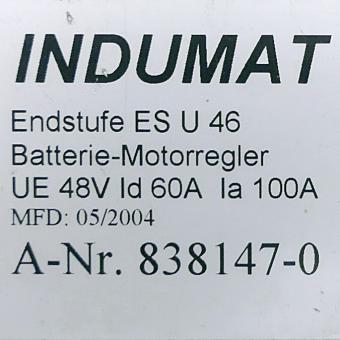 INDUMAT
Endstufe ES U 46
Batterie-Motorregler
UE 48V Id 60A Ia 100A
MFD: 05/2004
A-Nr. 838147-0